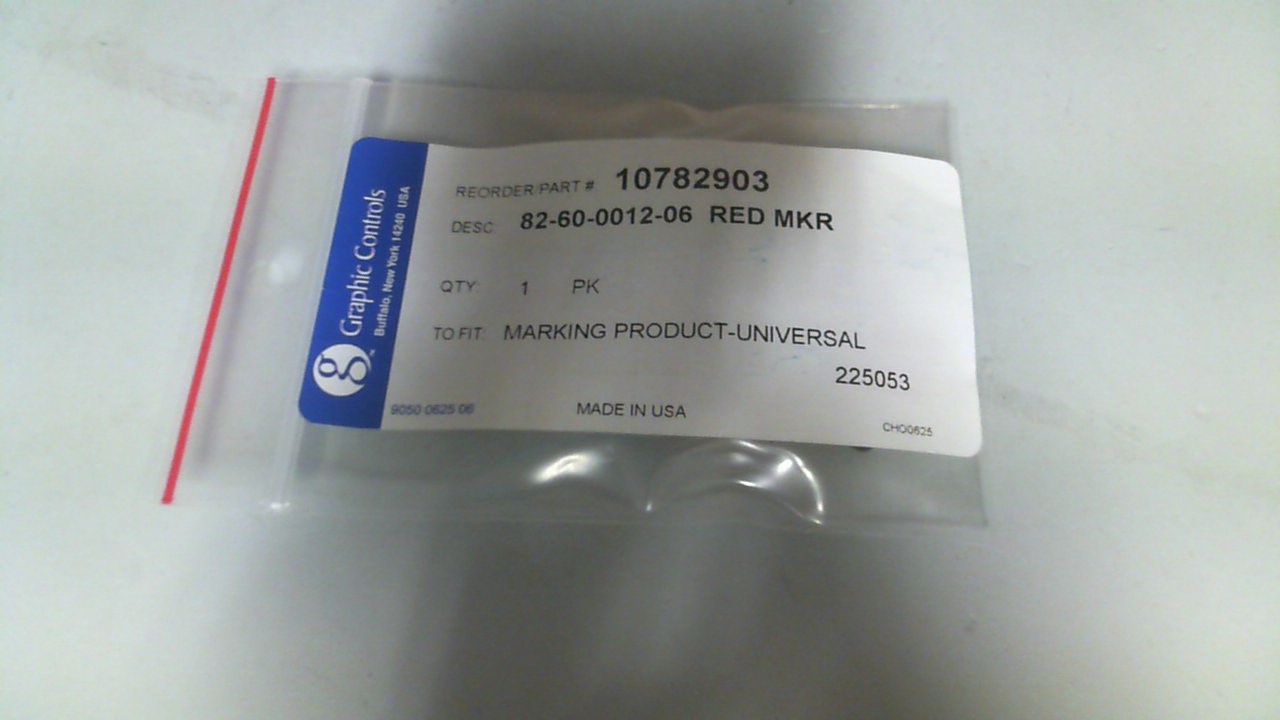 Graphic Controls
Buffalo, New York 14240 USA
REORDER/PART # 10782903
DESC: 82-60-0012-06 RED MKR
QTY: 1 PK
TO FIT: MARKING PRODUCT-UNIVERSAL
225053
9050 0625 06 MADE IN USA CHO0625